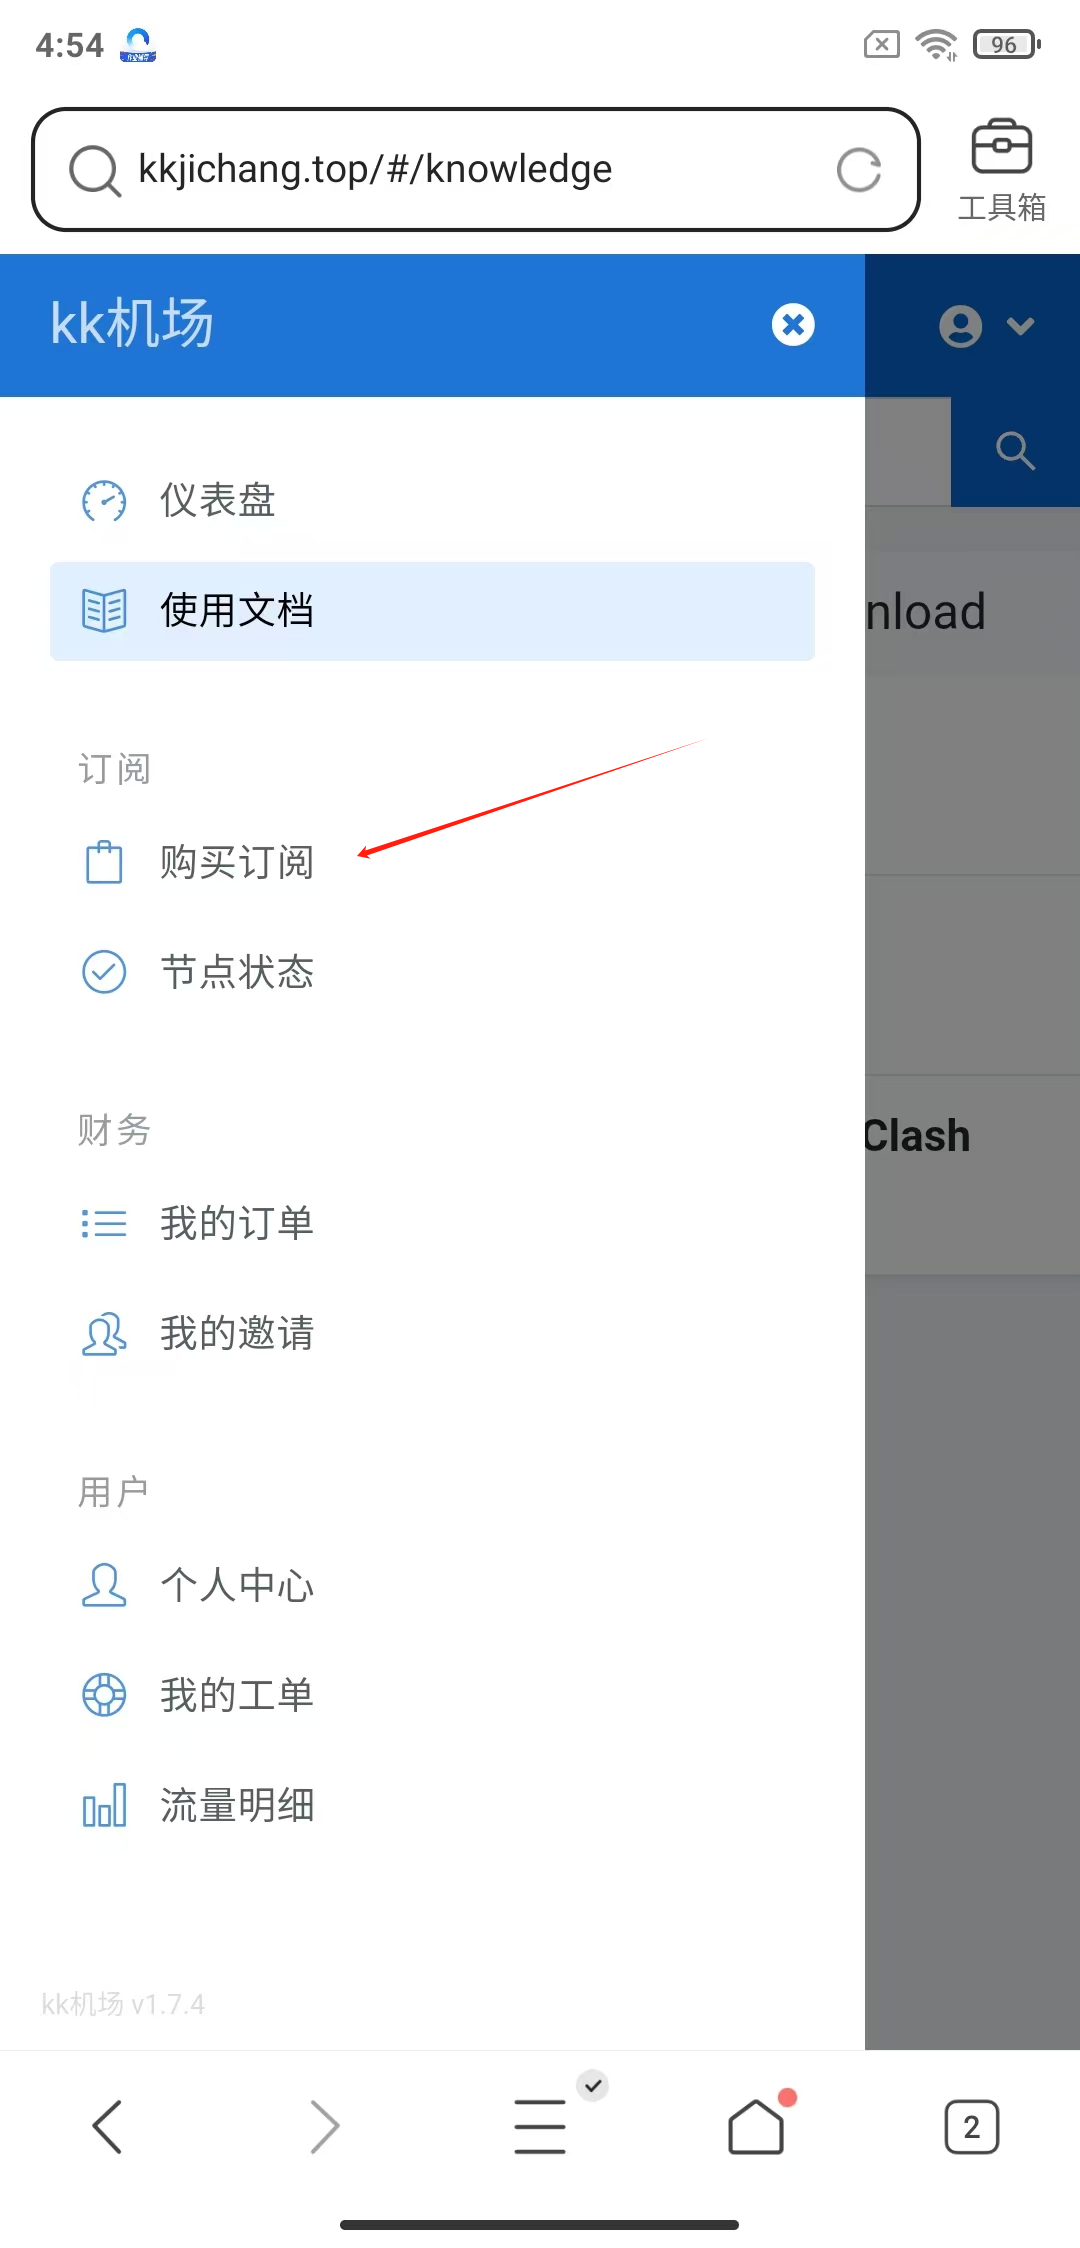 4:54
96
kkjichang.top/#/knowledge
工具箱
kk机场
仪表盘
使用文档
nload
订阅
购买订阅
节点状态
Clash
财务
我的订单
我的邀请
用户
个人中心
我的工单
流量明细
kk机场 v1.7.4
2